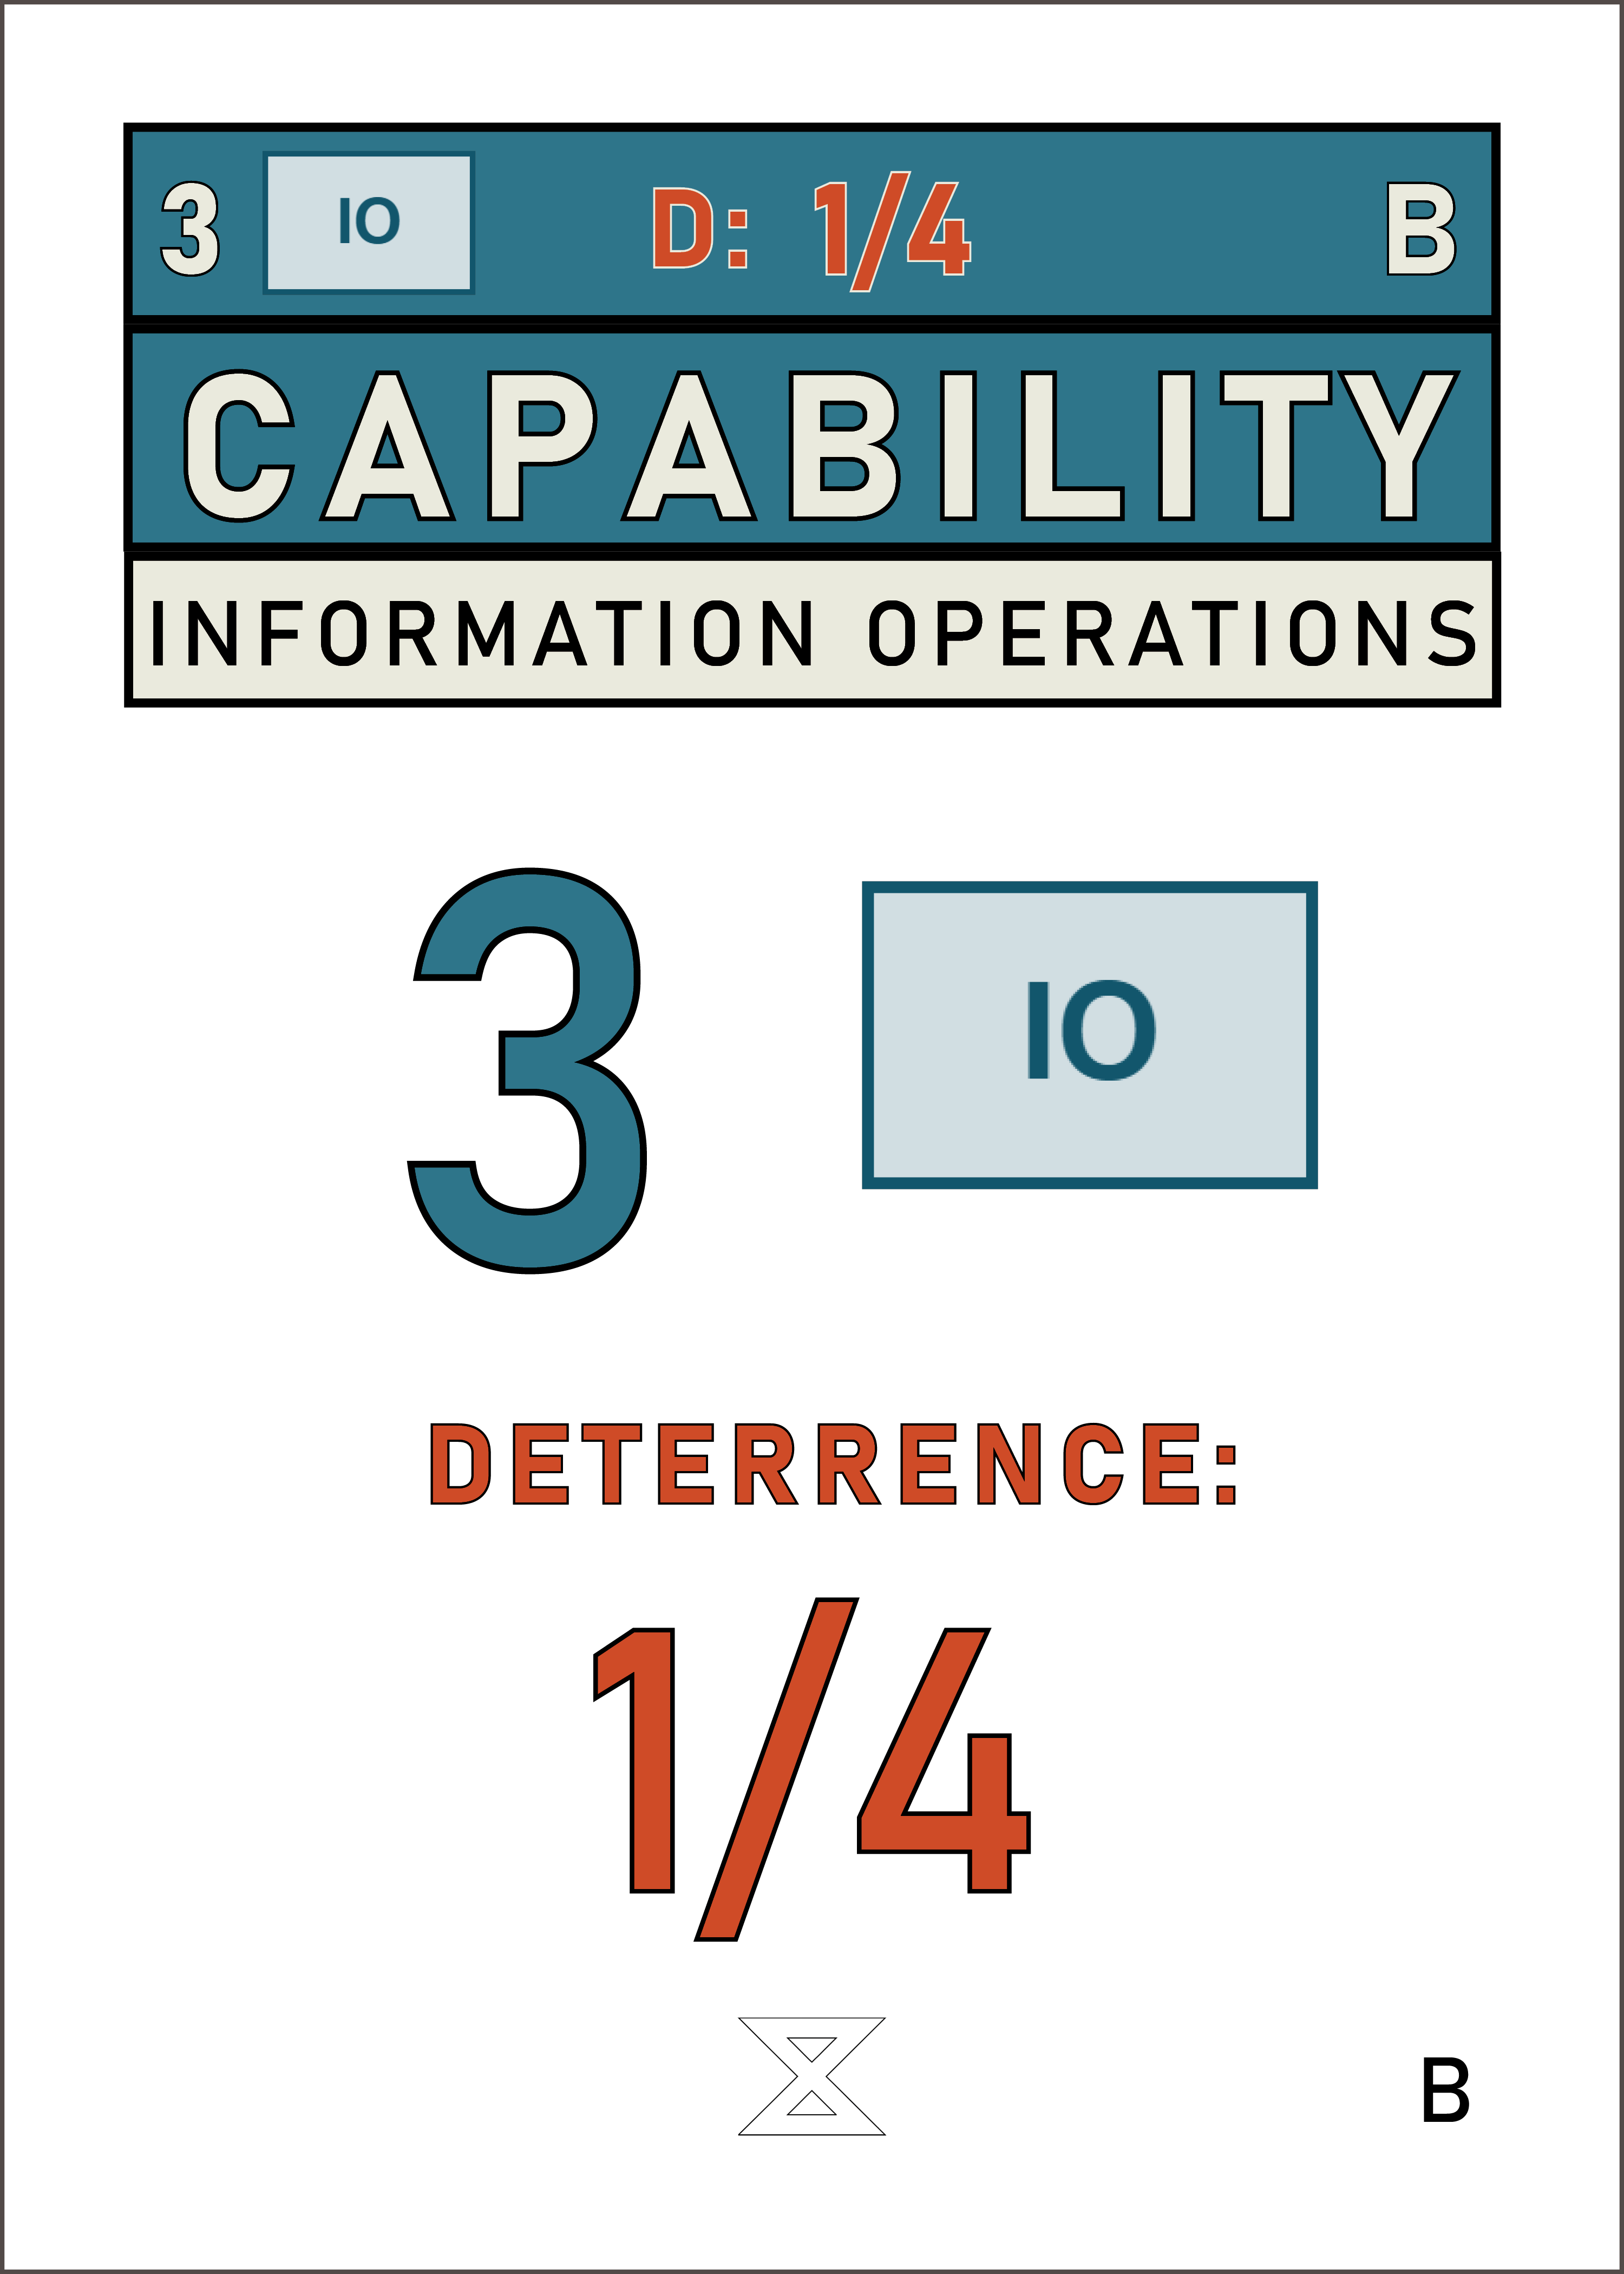 3 IO D: 1/4 B
CAPABILITY
INFORMATION OPERATIONS
3 IO
DETERRENCE:
1/4
B